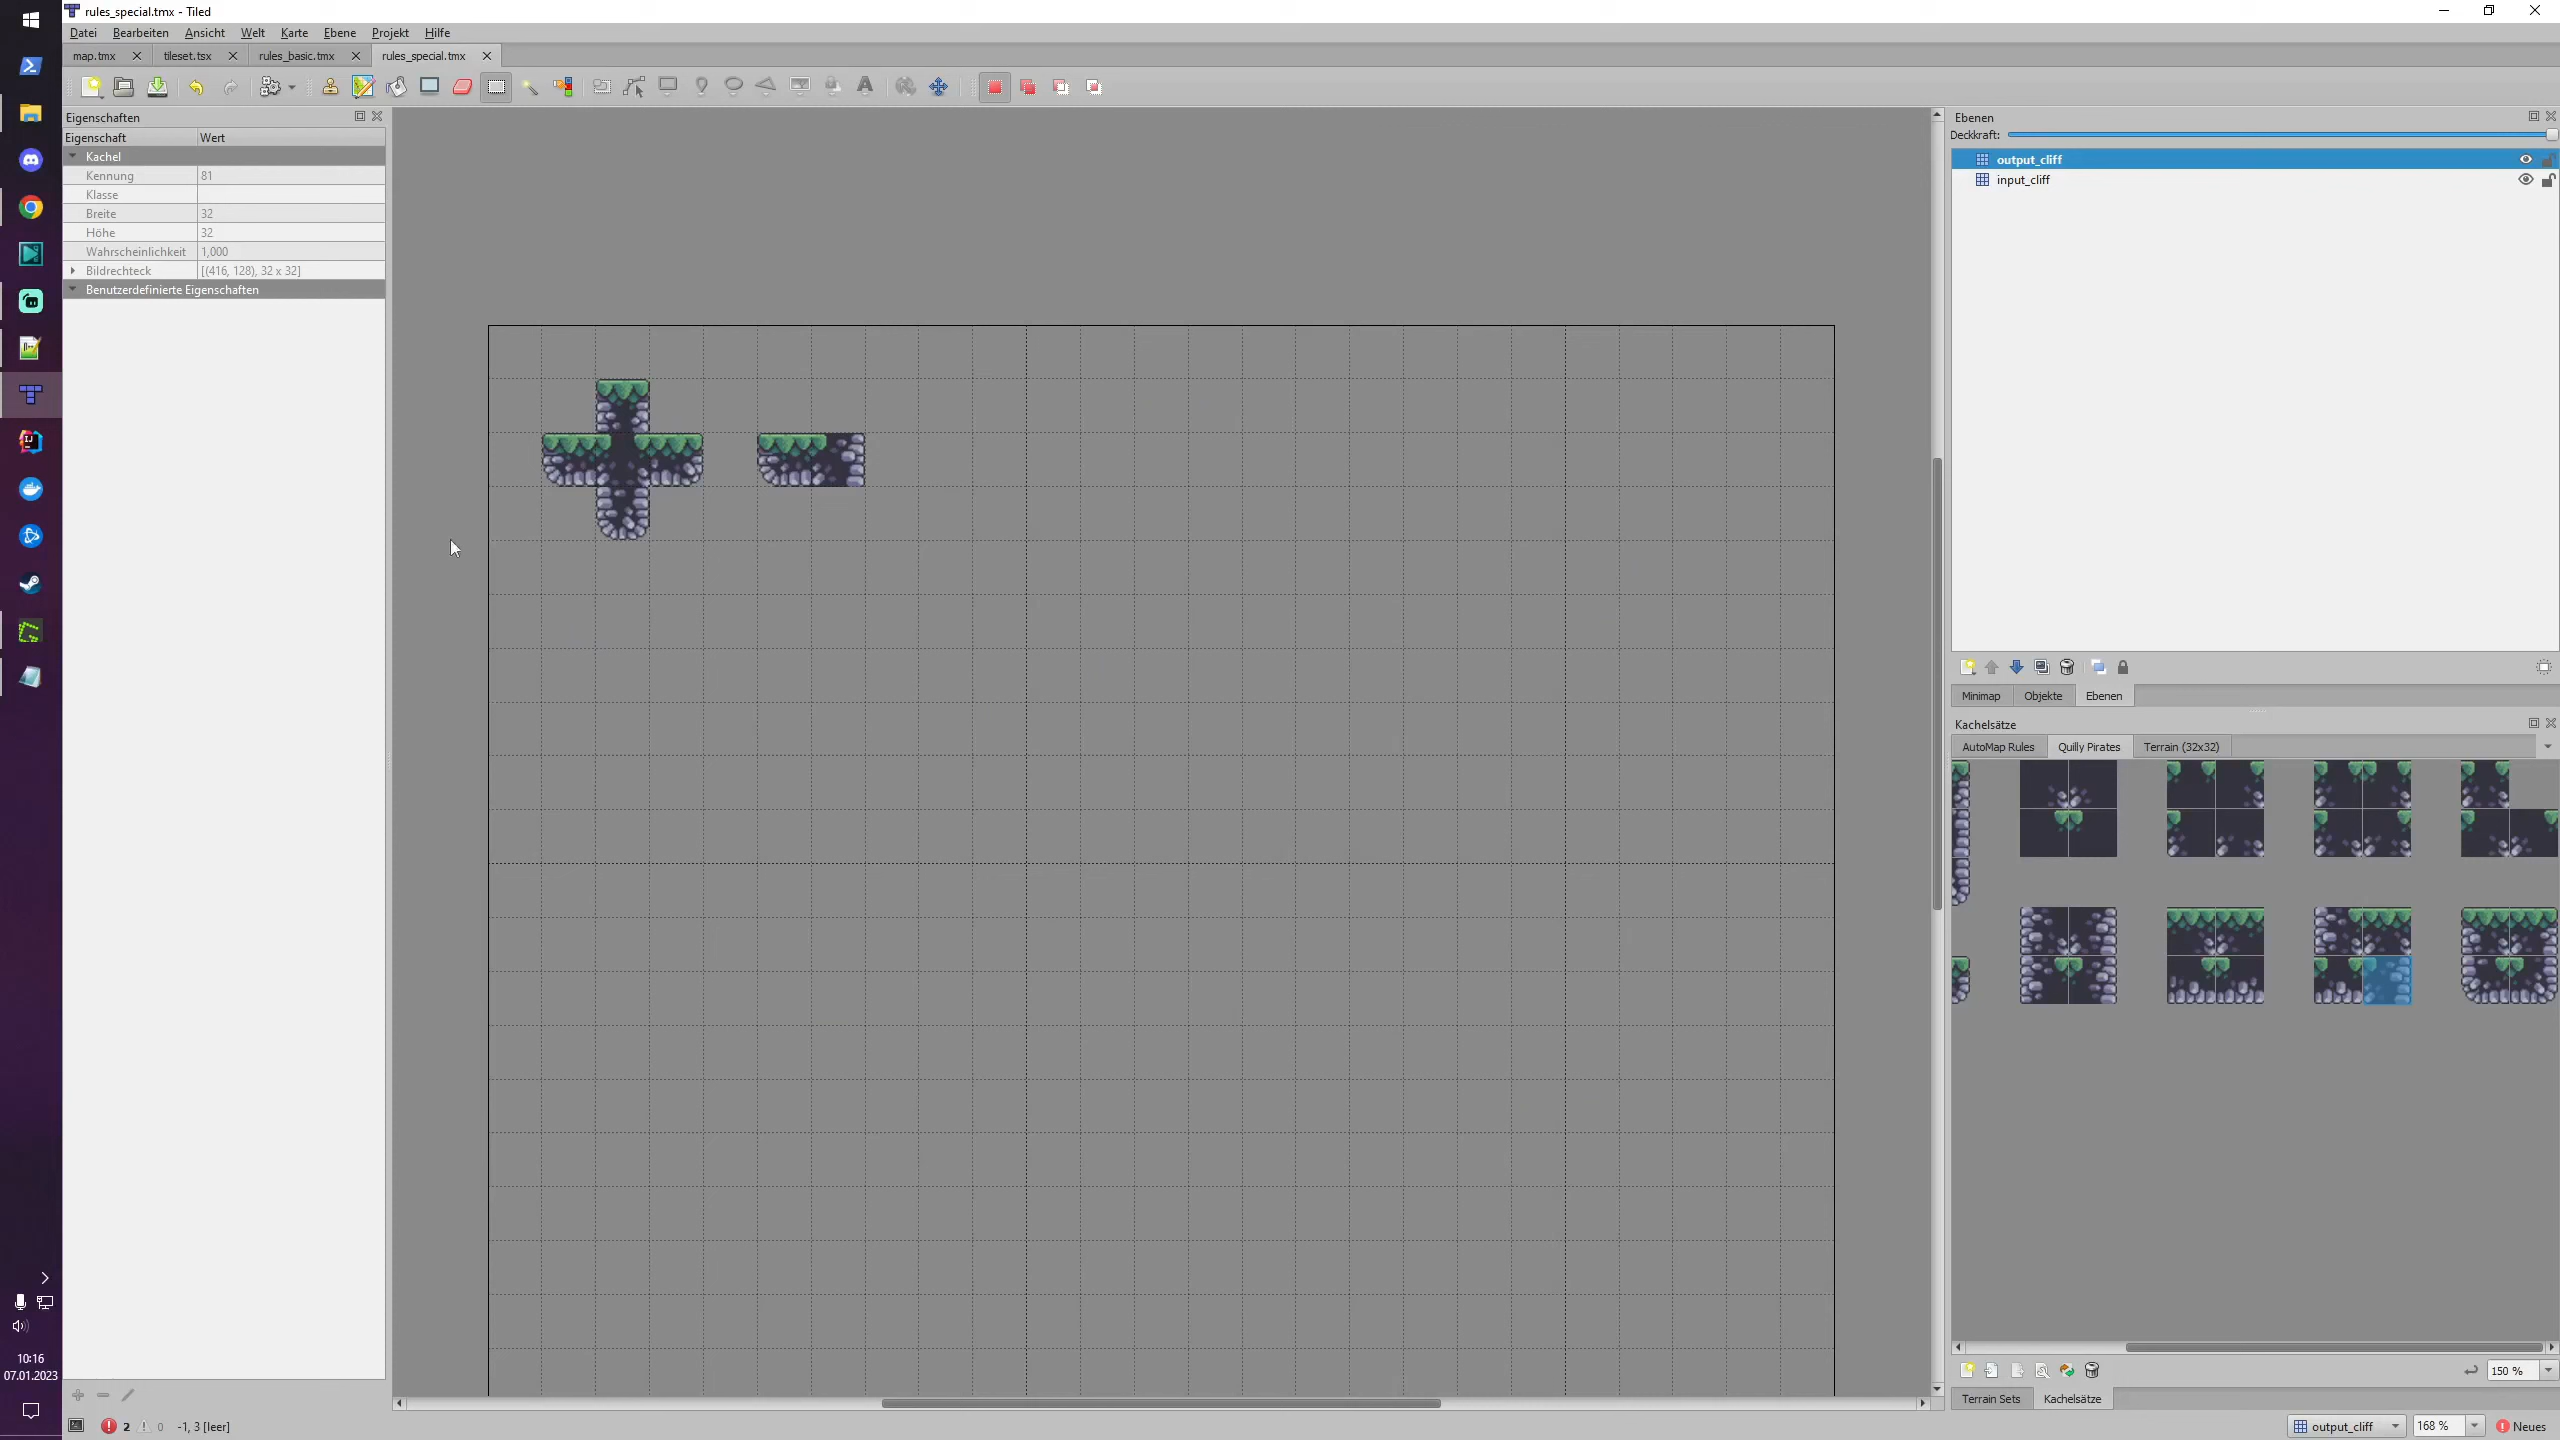 rules_special.tmx - Tiled
Datei Bearbeiten Ansicht Welt Karte Ebene Projekt Hilfe
map.tmx tileset.tsx rules_basic.tmx rules_special.tmx
Eigenschaften
Eigenschaft Wert
Kachel
Kennung 81
Klasse
Breite 32
Höhe 32
Wahrscheinlichkeit 1,000
Bildrechteck [(416, 128), 32 x 32]
Benutzerdefinierte Eigenschaften
Ebenen
Deckkraft:
output_cliff
input_cliff
Minimap Objekte Ebenen
Kachelsätze
AutoMap Rules Quilly Pirates Terrain (32x32)
150 %
Terrain Sets Kachelsätze
10:16
07.01.2023
2 0 -1, 3 [leer]
output_cliff 168 % Neues